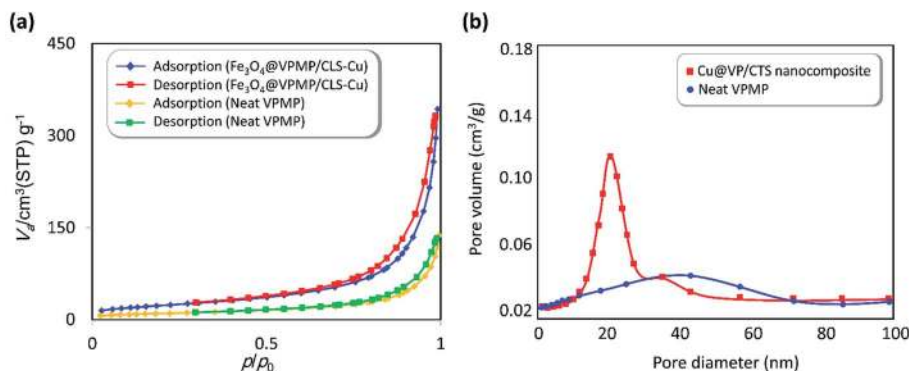 (a)
450
300
150
0
Vₐ/cm³(STP) g⁻¹
Adsorption (Fe₃O₄@VPMP/CLS-Cu)
Desorption (Fe₃O₄@VPMP/CLS-Cu)
Adsorption (Neat VPMP)
Desorption (Neat VPMP)
0
0.5
1
p/p₀
(b)
0.18
0.14
0.10
0.06
0.02
Pore volume (cm³/g)
Cu@VP/CTS nanocomposite
Neat VPMP
0
20
40
60
80
100
Pore diameter (nm)